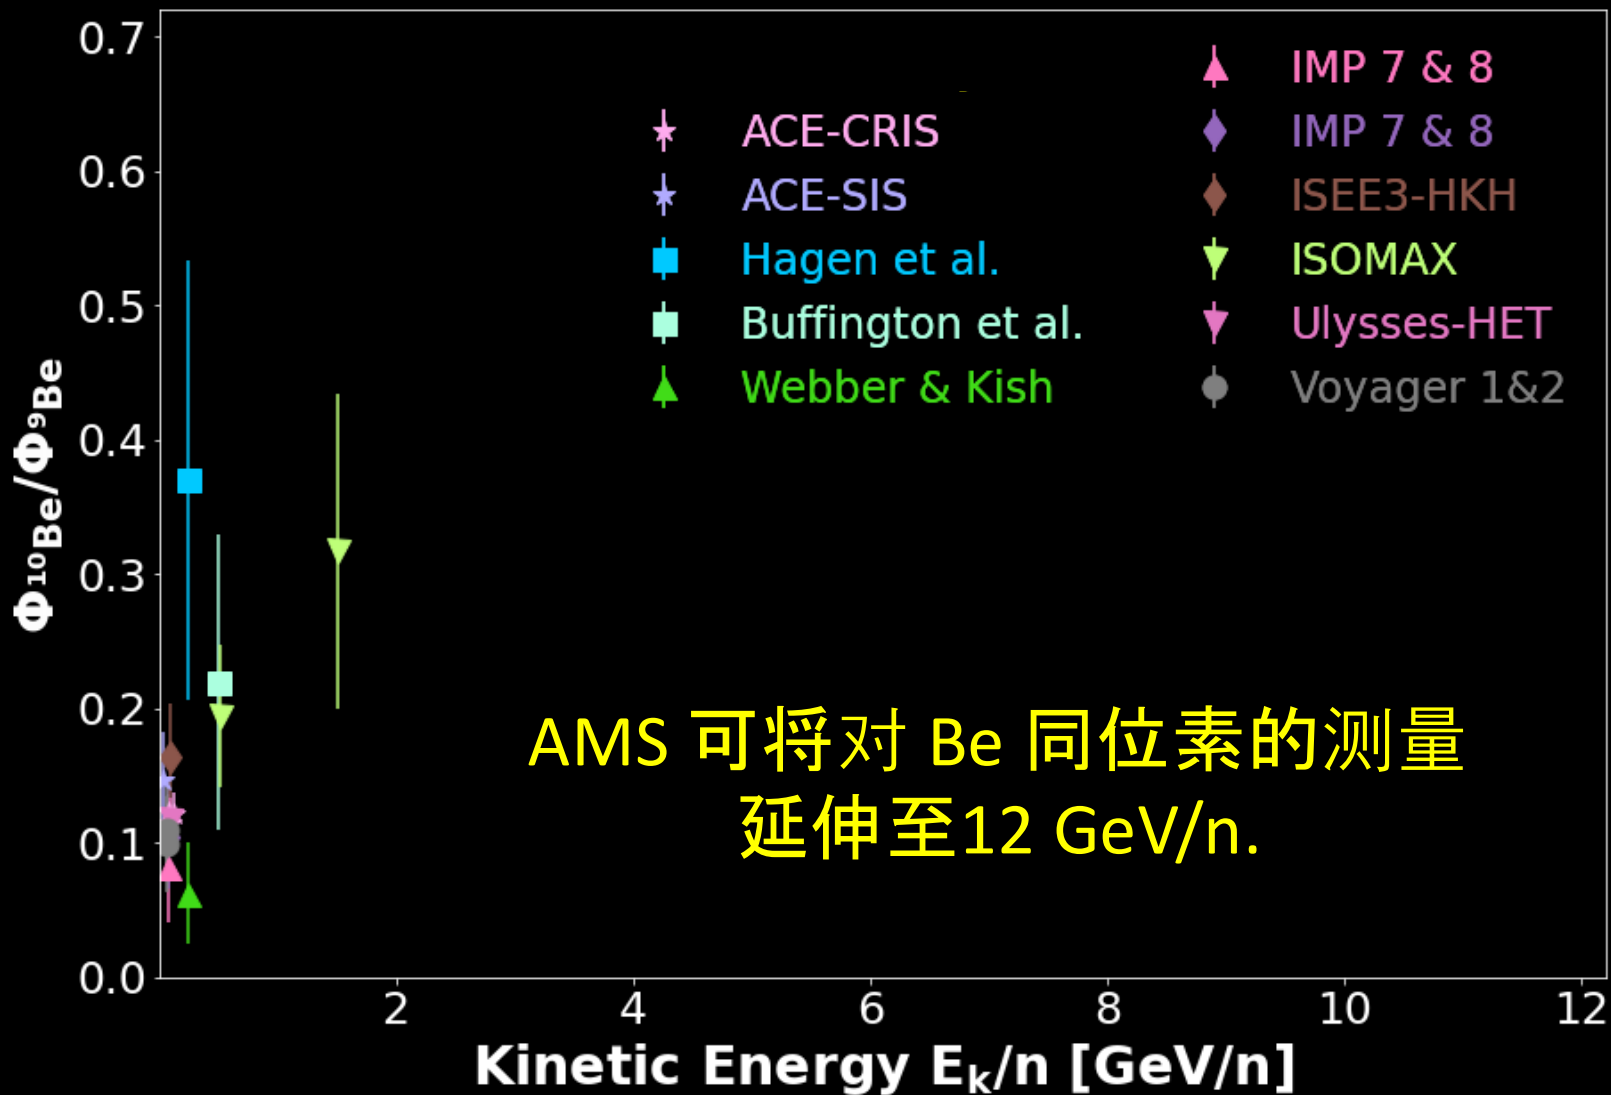 0.7
0.6
0.5
0.4
0.3
0.2
0.1
0.0
Φ¹⁰Be/Φ⁹Be
ACE-CRIS
ACE-SIS
Hagen et al.
Buffington et al.
Webber & Kish
IMP 7 & 8
IMP 7 & 8
ISEE3-HKH
ISOMAX
Ulysses-HET
Voyager 1&2
AMS 可将对 Be 同位素的测量
延伸至12 GeV/n.
2 4 6 8 10 12
Kinetic Energy Eₖ/n [GeV/n]